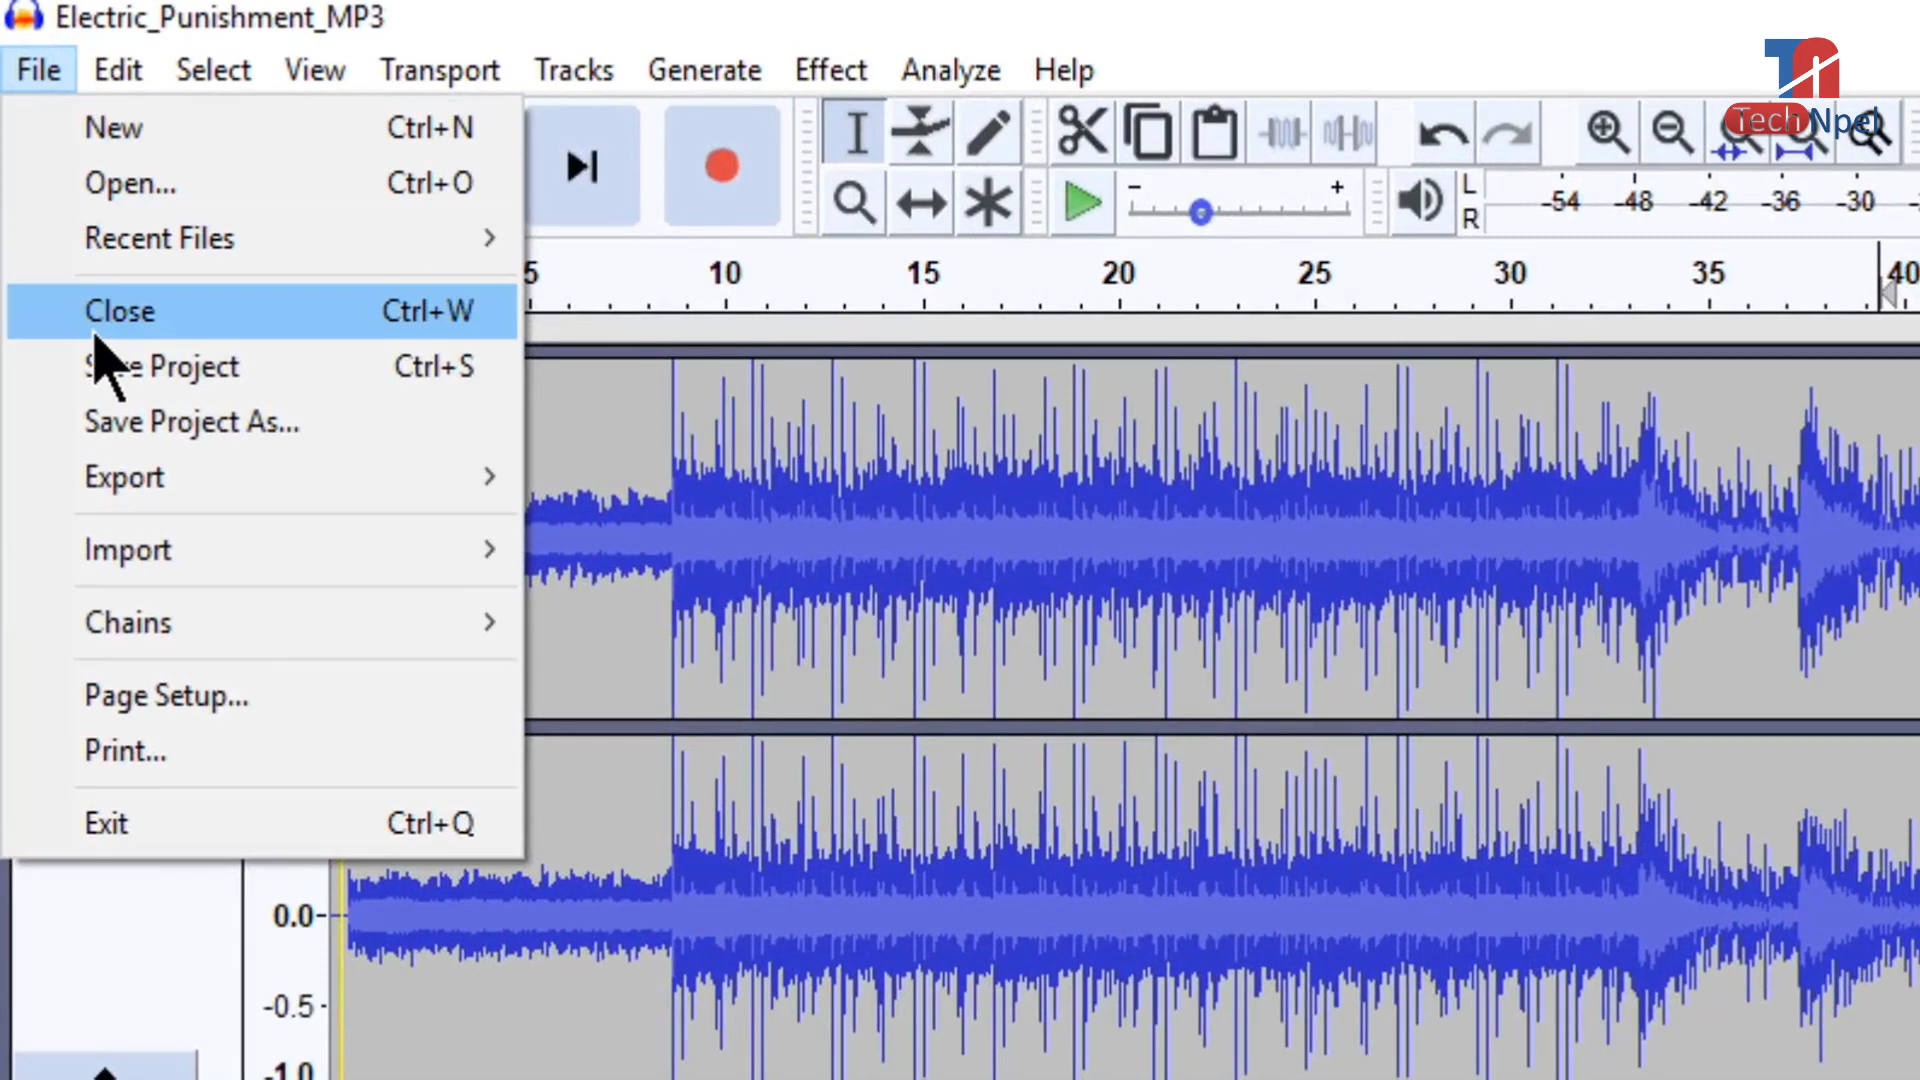 Electric_Punishment_MP3
File Edit Select View Transport Tracks Generate Effect Analyze Help
Tech Npel
New Ctrl+N
Open... Ctrl+O
Recent Files
Close Ctrl+W
Save Project Ctrl+S
Save Project As...
Export
Import
Chains
Page Setup...
Print...
Exit Ctrl+Q
- +
L
R
-54 -48 -42 -36 -30
5 10 15 20 25 30 35 40
0.0
-0.5
-1.0